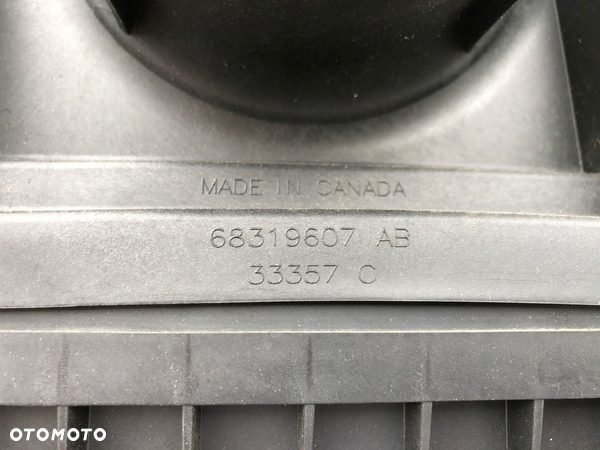 MADE IN CANADA
68319607 AB
33357 C
OTOMOTO